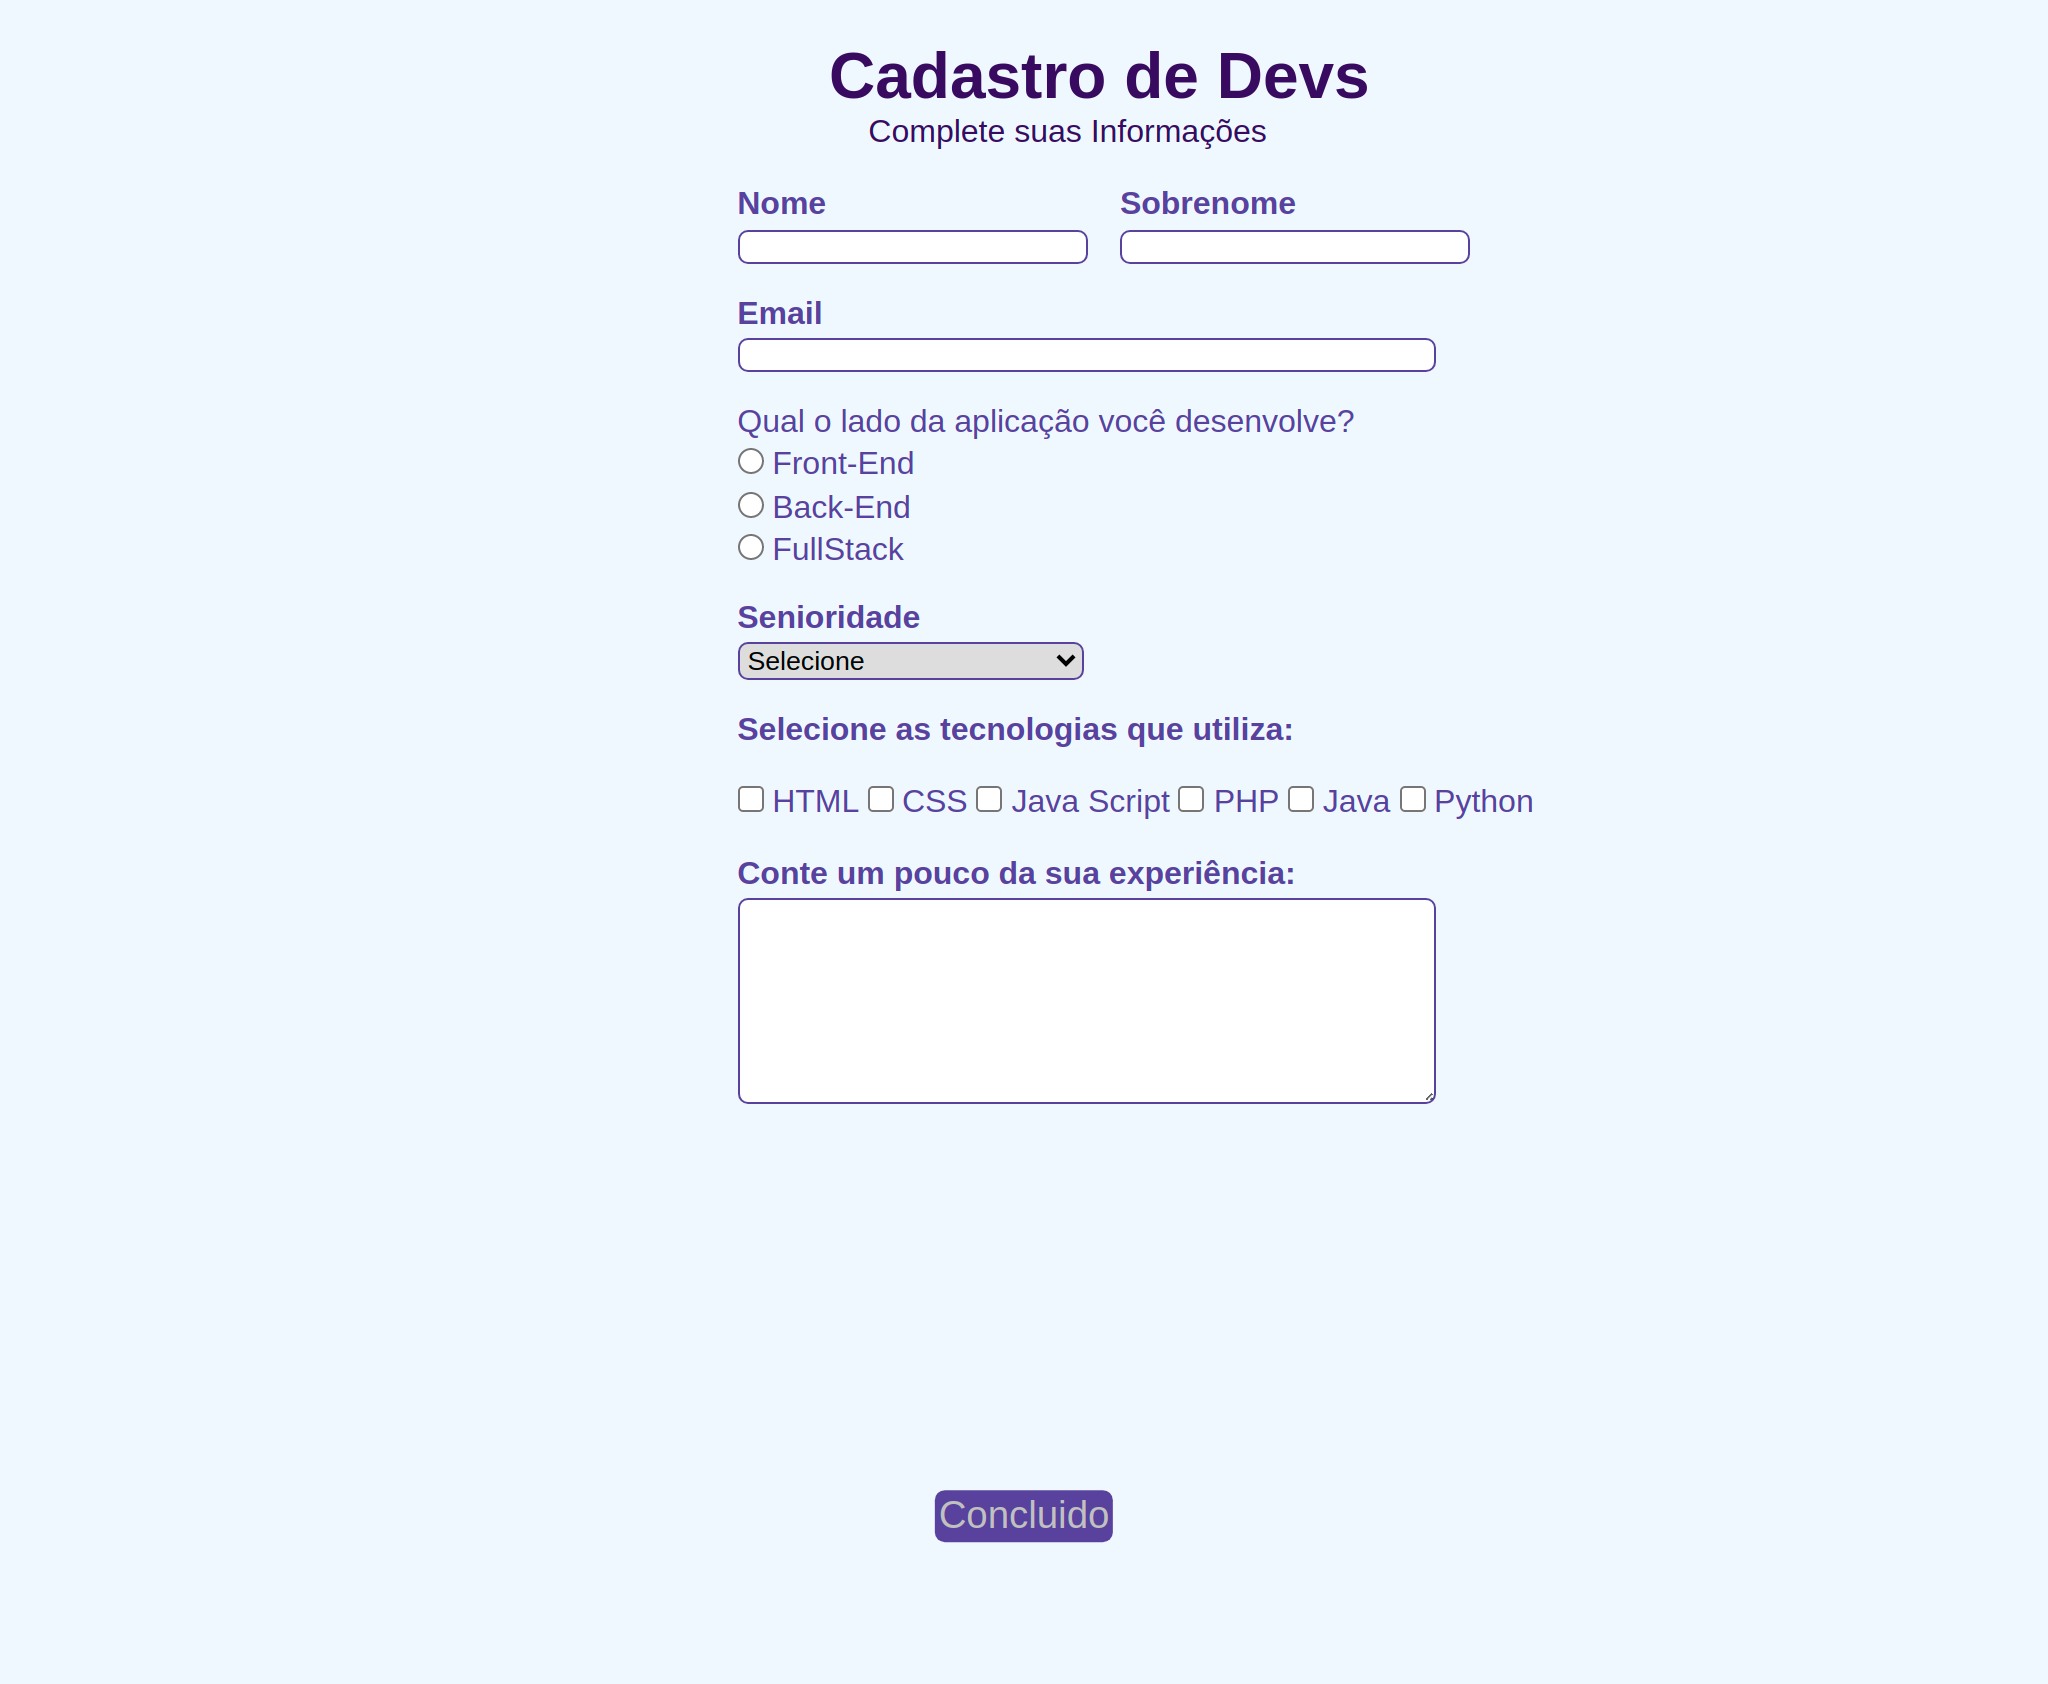 Cadastro de Devs
Complete suas Informações
Nome Sobrenome
Email
Qual o lado da aplicação você desenvolve?
Front-End
Back-End
FullStack
Senioridade
Selecione
Selecione as tecnologias que utiliza:
HTML CSS Java Script PHP Java Python
Conte um pouco da sua experiência:
Concluido